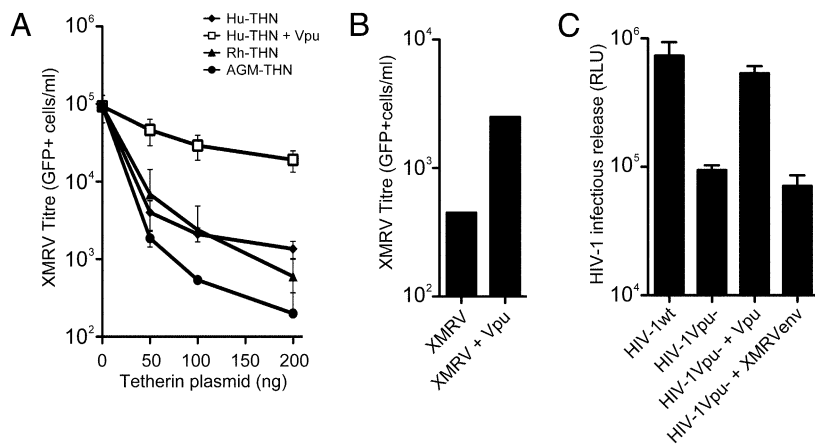 A
XMRV Titre (GFP+ cells/ml)
10^6
10^5
10^4
10^3
10^2
0
50
100
150
200
Tetherin plasmid (ng)
Hu-THN
Hu-THN + Vpu
Rh-THN
AGM-THN
B
XMRV Titre (GFP+cells/ml)
10^4
10^3
10^2
XMRV
XMRV + Vpu
C
HIV-1 infectious release (RLU)
10^6
10^5
10^4
HIV-1wt
HIV-1Vpu-
HIV-1Vpu- + Vpu
HIV-1Vpu- + XMRVenv